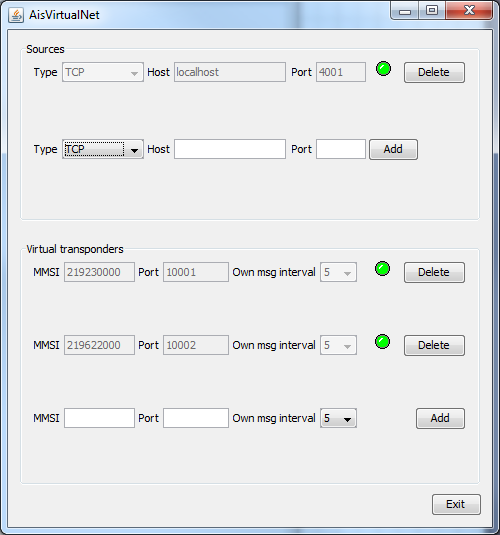 AisVirtualNet
Sources
Type TCP Host localhost Port 4001 Delete
Type TCP Host Port Add
Virtual transponders
MMSI 219230000 Port 10001 Own msg interval 5 Delete
MMSI 219622000 Port 10002 Own msg interval 5 Delete
MMSI Port Own msg interval 5 Add
Exit